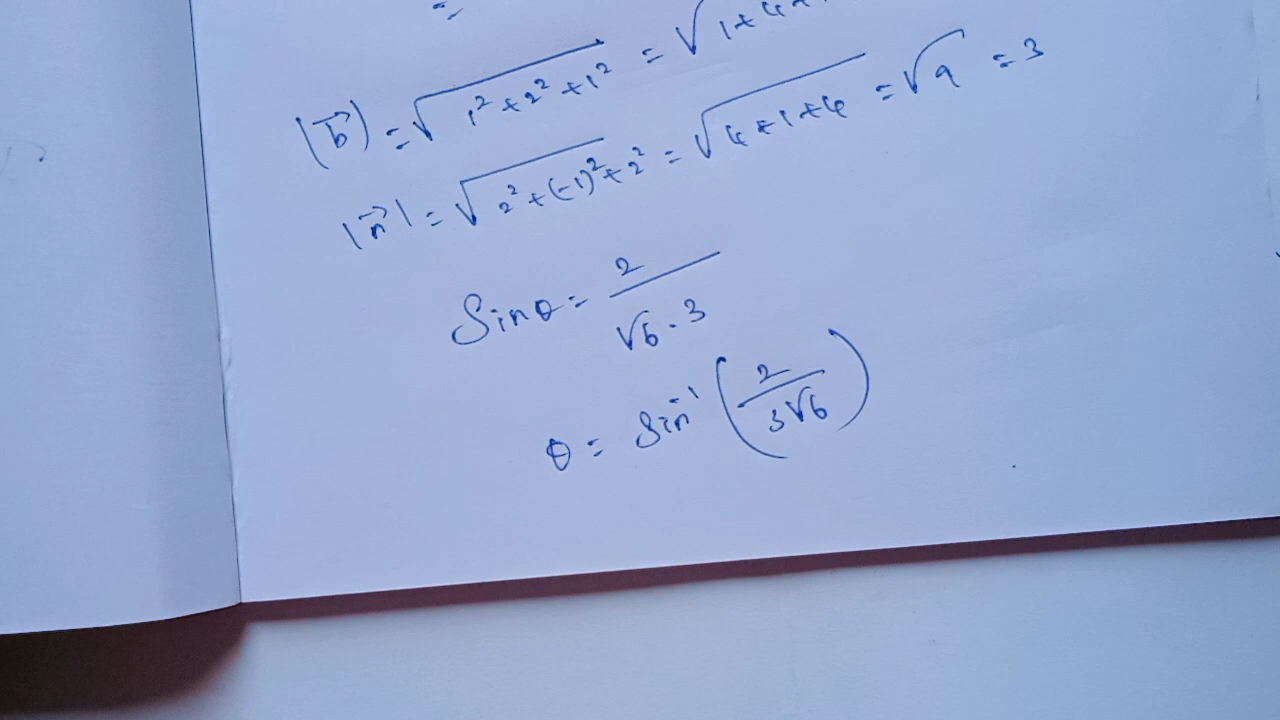 =
|b⃗| = √(1² + 2² + 1²) = √(1 + 4 +
|n⃗| = √(2² + (-1)² + 2²) = √(4 + 1 + 4) = √9 = 3
Sinθ = 2/(√6 · 3)
θ = Sin⁻¹(2/(3√6))